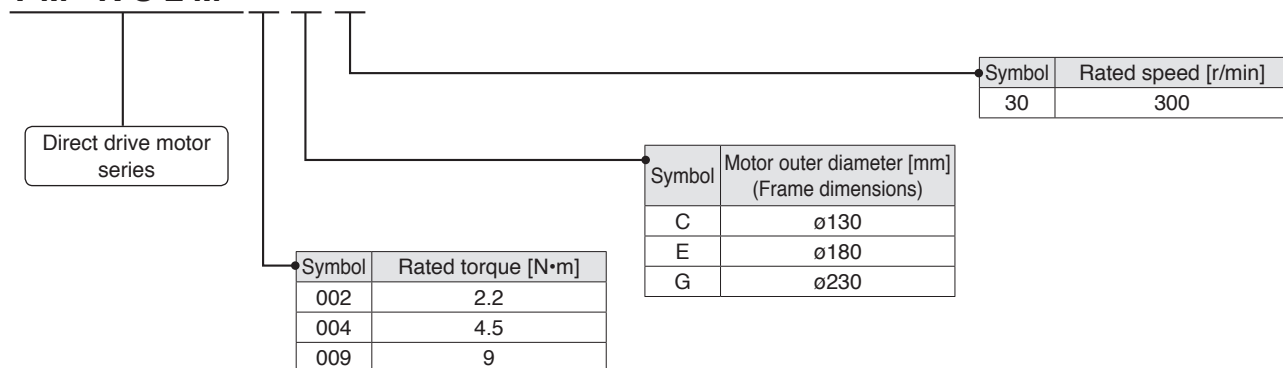 Direct drive motor
series
Symbol Rated speed [r/min]
30 300
Symbol Motor outer diameter [mm]
(Frame dimensions)
C ø130
E ø180
G ø230
Symbol Rated torque [N•m]
002 2.2
004 4.5
009 9